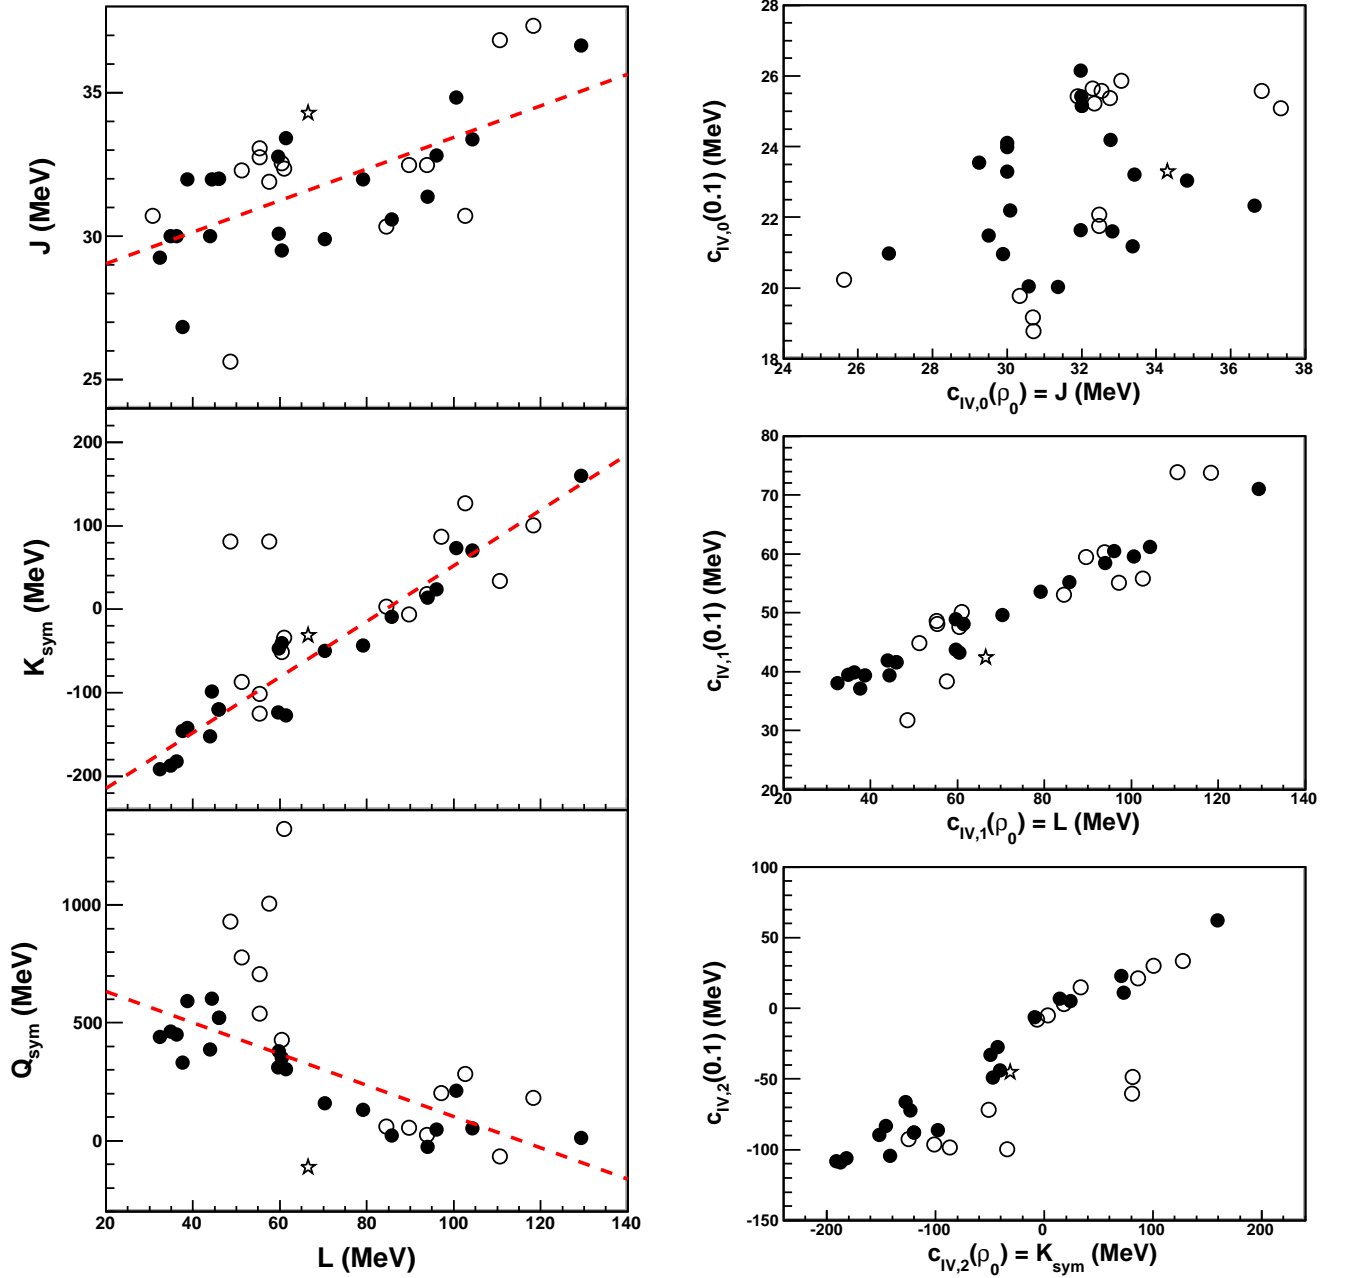 35
30
25
J (MeV)
200
100
0
-100
-200
K_sym (MeV)
1000
500
0
Q_sym (MeV)
20 40 60 80 100 120 140
L (MeV)
28
26
24
22
20
18
c_IV,0(0.1) (MeV)
24 26 28 30 32 34 36 38
c_IV,0(ρ_0) = J (MeV)
80
70
60
50
40
30
20
c_IV,1(0.1) (MeV)
20 40 60 80 100 120 140
c_IV,1(ρ_0) = L (MeV)
100
50
0
-50
-100
-150
c_IV,2(0.1) (MeV)
-200 -100 0 100 200
c_IV,2(ρ_0) = K_sym (MeV)